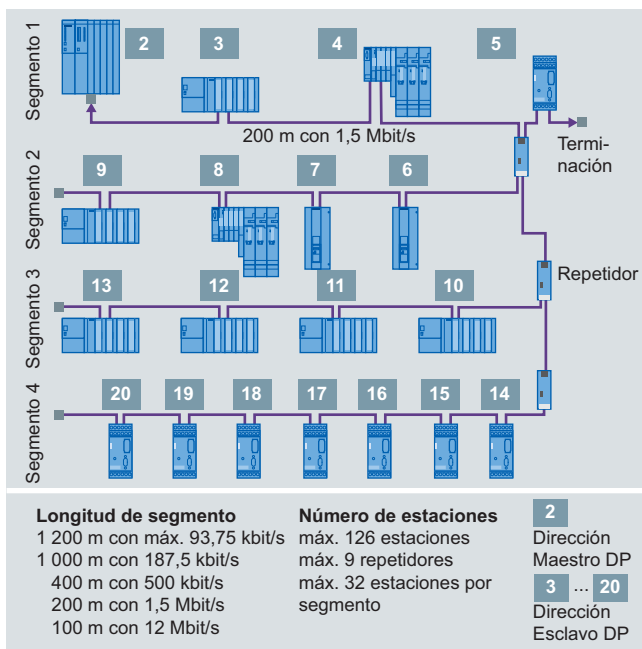 Segmento 1
2
3
4
5
200 m con 1,5 Mbit/s
Termi-
nación
Segmento 2
9
8
7
6
Repetidor
Segmento 3
13
12
11
10
Segmento 4
20
19
18
17
16
15
14
Longitud de segmento
1 200 m con máx. 93,75 kbit/s
1 000 m con 187,5 kbit/s
400 m con 500 kbit/s
200 m con 1,5 Mbit/s
100 m con 12 Mbit/s
Número de estaciones
máx. 126 estaciones
máx. 9 repetidores
máx. 32 estaciones por
segmento
2
Dirección
Maestro DP
3 ... 20
Dirección
Esclavo DP